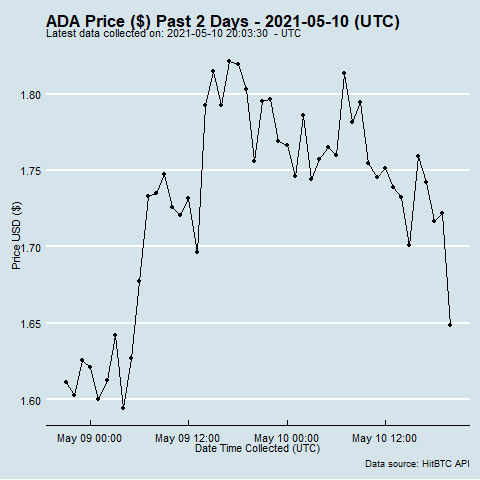 ADA Price ($) Past 2 Days - 2021-05-10 (UTC)
Latest data collected on: 2021-05-10 20:03:30 - UTC
Price USD ($)
1.80
1.75
1.70
1.65
1.60
May 09 00:00 May 09 12:00 May 10 00:00 May 10 12:00
Date Time Collected (UTC)
Data source: HitBTC API